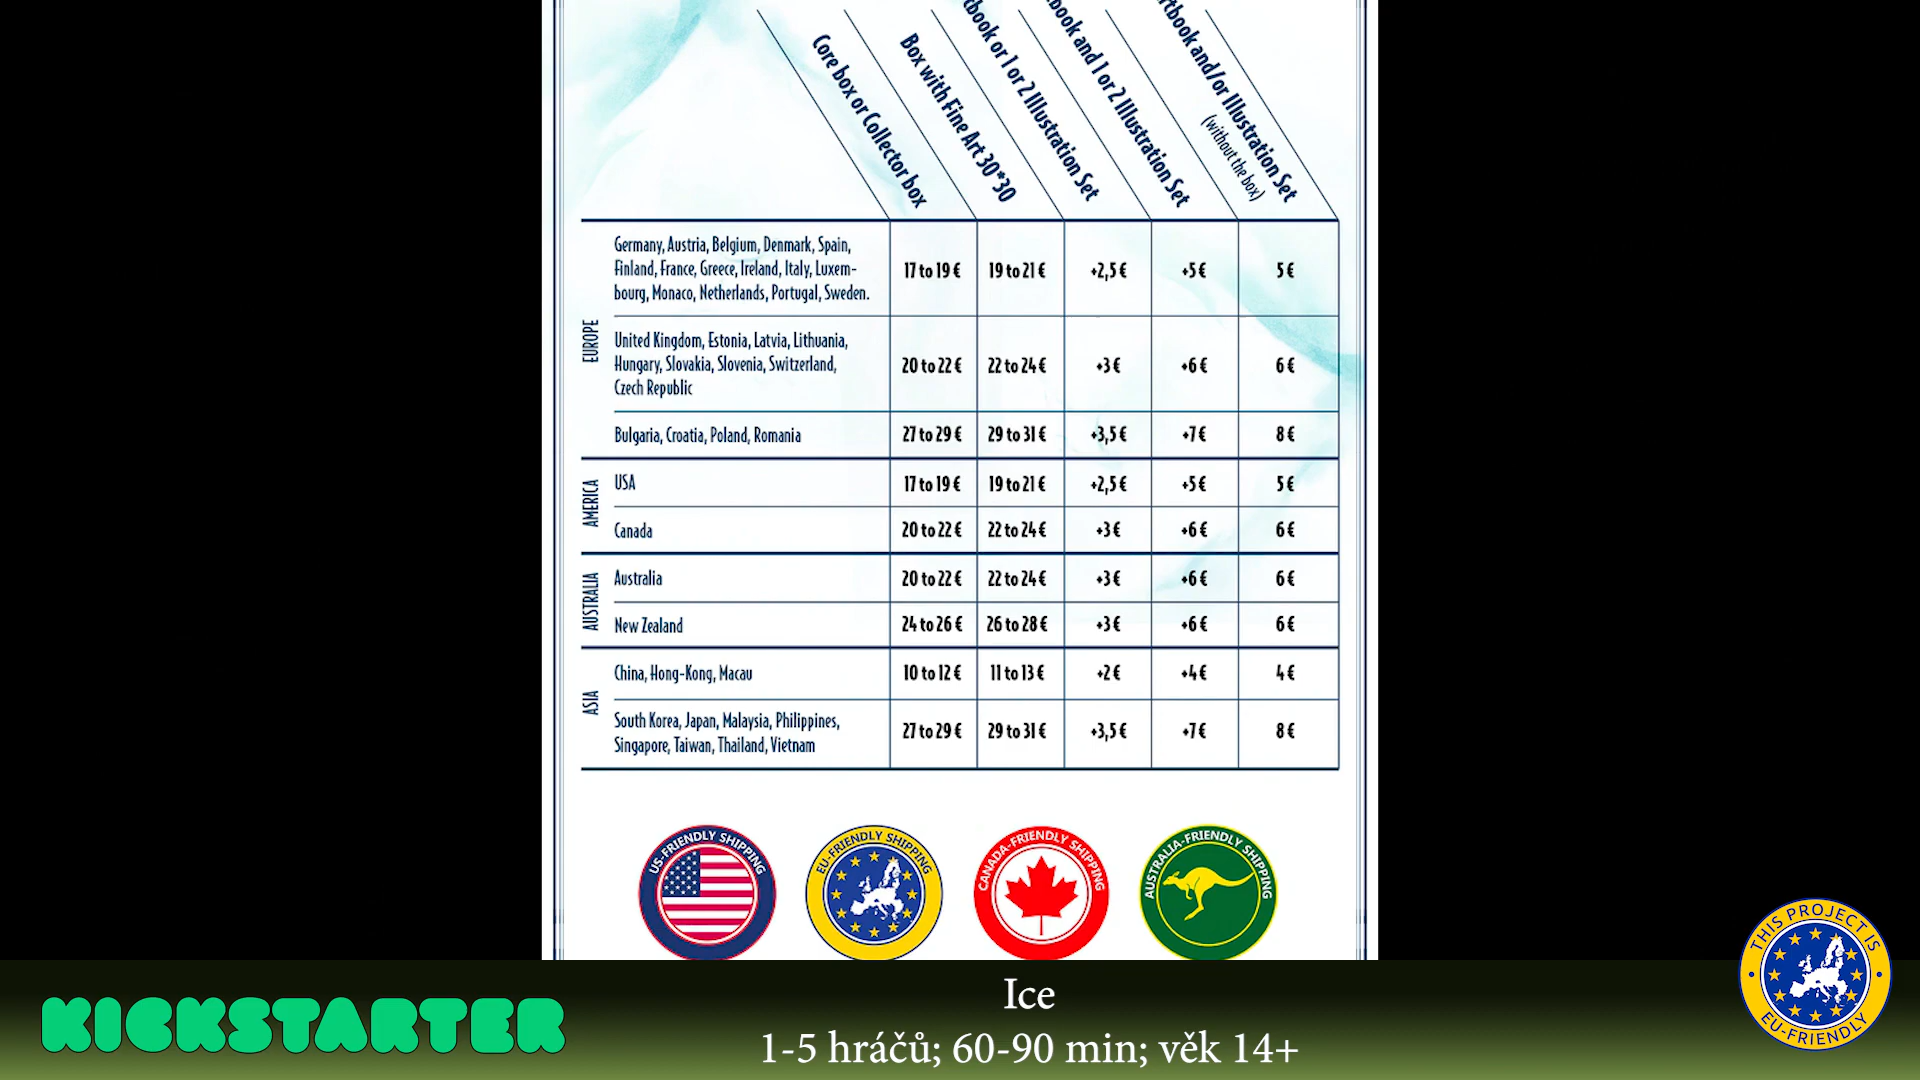 Core box or Collector box
Box with Fine Art 30*30
or 1 or 2 Illustration Set
and 1 or 2 Illustration Set
and/or Illustration Set
(without the box)
EUROPE
Germany, Austria, Belgium, Denmark, Spain,
Finland, France, Greece, Ireland, Italy, Luxem-
bourg, Monaco, Netherlands, Portugal, Sweden.
17 to 19 € 19 to 21 € +2,5 € +5 € 5 €
United Kingdom, Estonia, Latvia, Lithuania,
Hungary, Slovakia, Slovenia, Switzerland,
Czech Republic
20 to 22 € 22 to 24 € +3 € +6 € 6 €
Bulgaria, Croatia, Poland, Romania 27 to 29 € 29 to 31 € +3,5 € +7 € 8 €
AMERICA
USA 17 to 19 € 19 to 21 € +2,5 € +5 € 5 €
Canada 20 to 22 € 22 to 24 € +3 € +6 € 6 €
AUSTRALIA
Australia 20 to 22 € 22 to 24 € +3 € +6 € 6 €
New Zealand 24 to 26 € 26 to 28 € +3 € +6 € 6 €
ASIA
China, Hong-Kong, Macau 10 to 12 € 11 to 13 € +2 € +4 € 4 €
South Korea, Japan, Malaysia, Philippines,
Singapore, Taiwan, Thailand, Vietnam
27 to 29 € 29 to 31 € +3,5 € +7 € 8 €
US-FRIENDLY SHIPPING
EU-FRIENDLY SHIPPING
CANADA-FRIENDLY SHIPPING
AUSTRALIA-FRIENDLY SHIPPING
KICKSTARTER
Ice
1-5 hráčů; 60-90 min; věk 14+
THIS PROJECT IS
EU-FRIENDLY